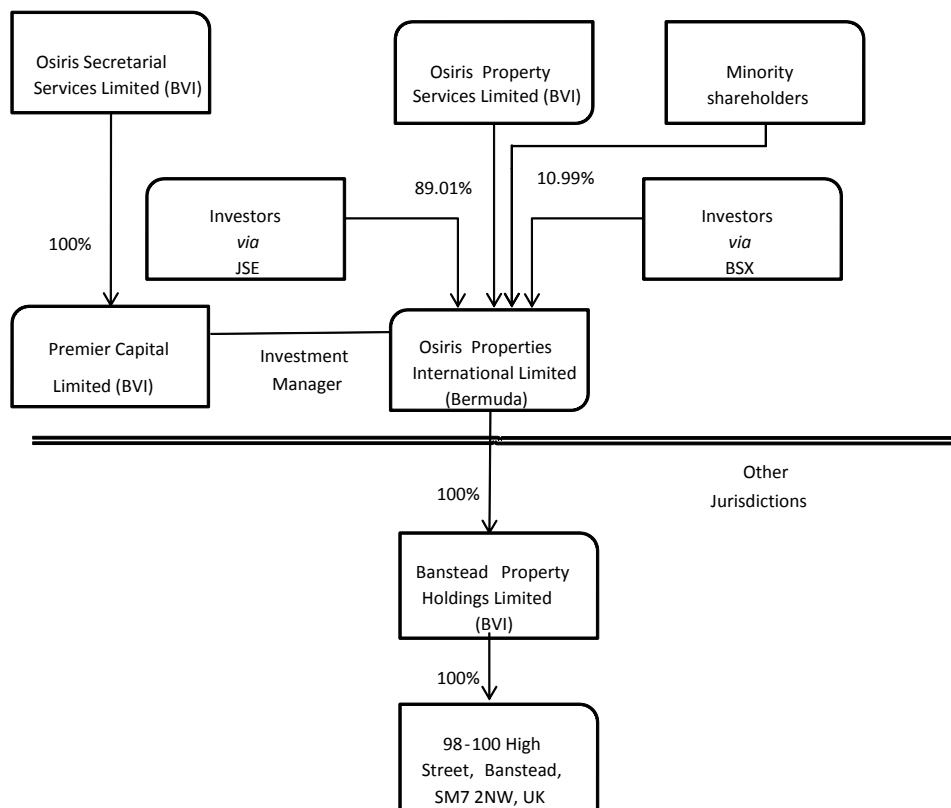 Osiris Secretarial
Services Limited (BVI)
Osiris Property
Services Limited (BVI)
Minority
shareholders
89.01%
10.99%
Investors
via
JSE
Investors
via
BSX
100%
Premier Capital
Limited (BVI)
Investment
Manager
Osiris Properties
International Limited
(Bermuda)
Other
Jurisdictions
100%
Banstead Property
Holdings Limited
(BVI)
100%
98-100 High
Street, Banstead,
SM7 2NW, UK